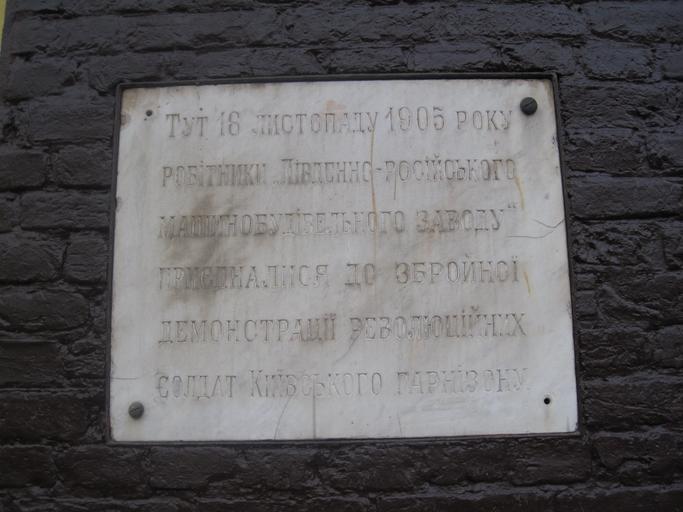 Тут 18 листопаду 1905 року
робітники „Південно-російського
машинобудівельного заводу“
приєдналися до збройної
демонстрації революційних
солдат Київського гарнізону.